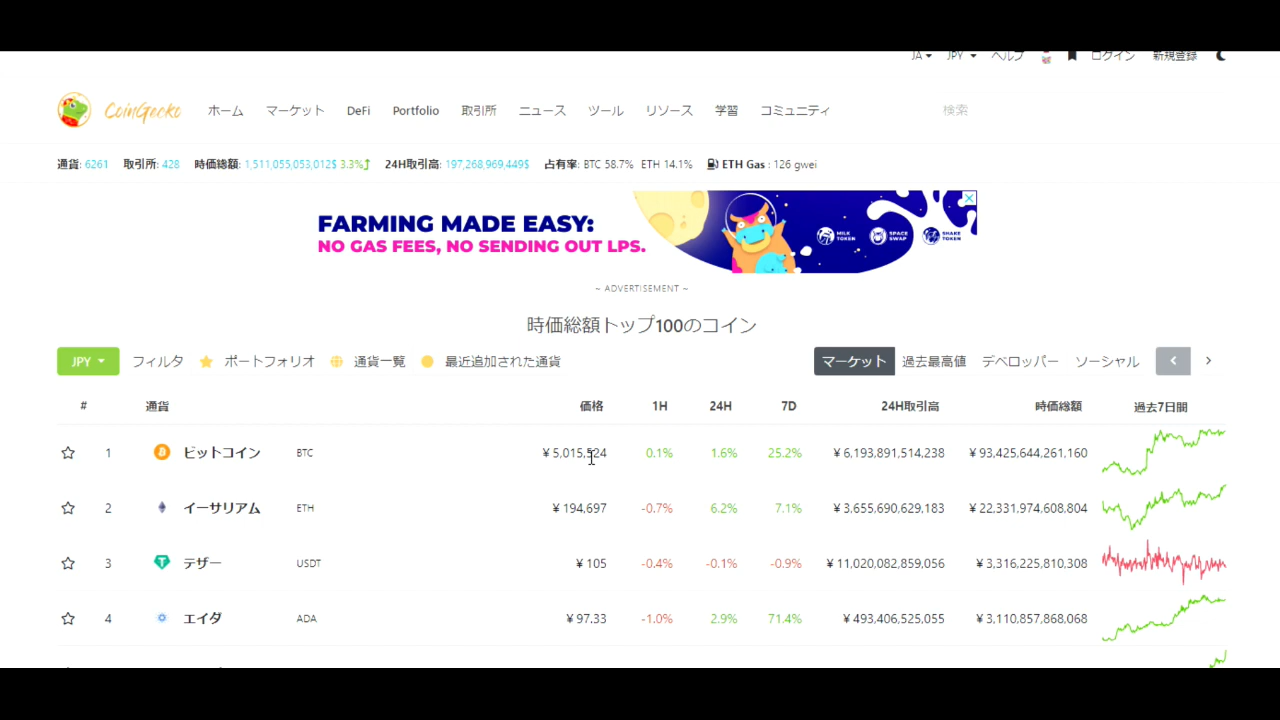 JA JPY ヘルプ ログイン 新規登録
CoinGecko ホーム マーケット DeFi Portfolio 取引所 ニュース ツール リソース 学習 コミュニティ 検索
通貨: 6261 取引所: 428 時価総額: 1,511,055,053,012$ 3.3% 24H取引高: 197,268,969,449$ 占有率: BTC 58.7% ETH 14.1% ETH Gas : 126 gwei
FARMING MADE EASY:
NO GAS FEES, NO SENDING OUT LPS.
MILK TOKEN SPACE SWAP SHAKE TOKEN
~ ADVERTISEMENT ~
時価総額トップ100のコイン
JPY フィルタ ポートフォリオ 通貨一覧 最近追加された通貨 マーケット 過去最高値 デベロッパー ソーシャル
# 通貨 価格 1H 24H 7D 24H取引高 時価総額 過去7日間
1 ビットコイン BTC ¥ 5,015,524 0.1% 1.6% 25.2% ¥ 6,193,891,514,238 ¥ 93,425,644,261,160
2 イーサリアム ETH ¥ 194,697 -0.7% 6.2% 7.1% ¥ 3,655,690,629,183 ¥ 22,331,974,608,804
3 テザー USDT ¥ 105 -0.4% -0.1% -0.9% ¥ 11,020,082,859,056 ¥ 3,316,225,810,308
4 エイダ ADA ¥ 97.33 -1.0% 2.9% 71.4% ¥ 493,406,525,055 ¥ 3,110,857,868,068